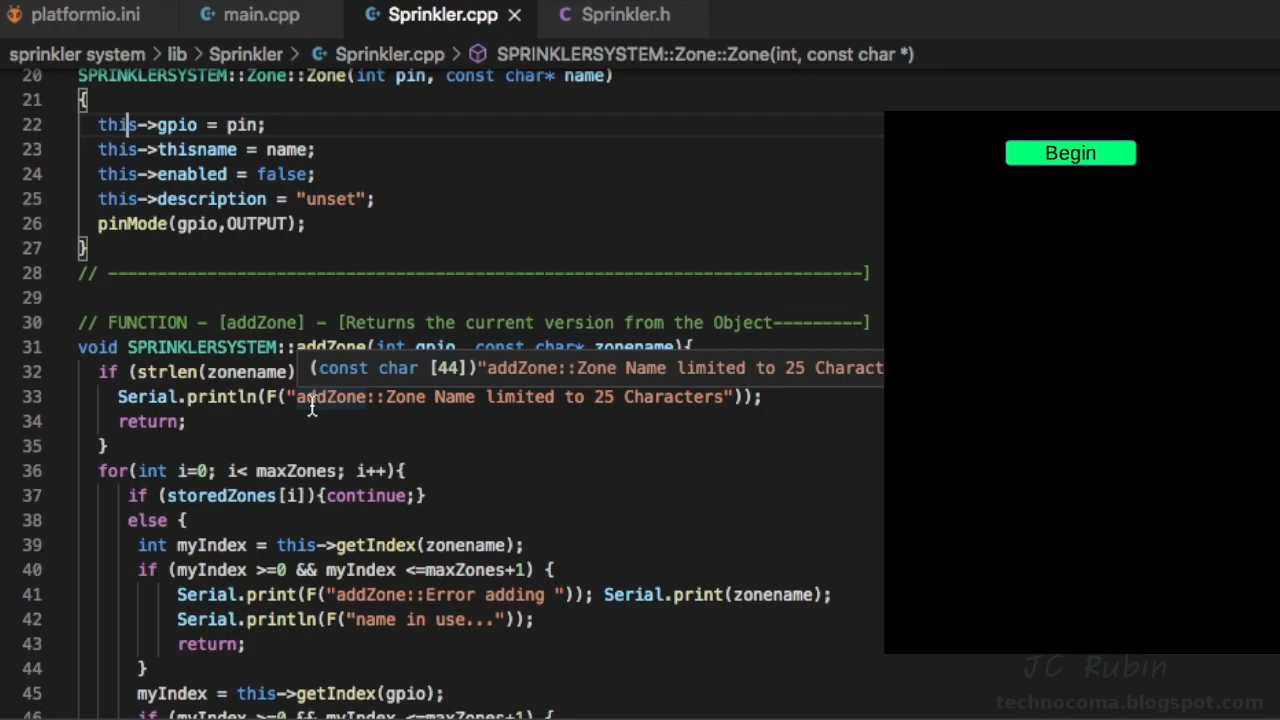 platformio.ini main.cpp Sprinkler.cpp × Sprinkler.h
sprinkler system > lib > Sprinkler > Sprinkler.cpp > SPRINKLERSYSTEM::Zone::Zone(int, const char *)
20 SPRINKLERSYSTEM::Zone::Zone(int pin, const char* name)
21 {
22 this->gpio = pin;
23 this->thisname = name;
24 this->enabled = false;
25 this->description = "unset";
26 pinMode(gpio,OUTPUT);
27 }
28 // ----------------------------------------------------------------------------]
29
30 // FUNCTION - [addZone] - [Returns the current version from the Object---------]
31 void SPRINKLERSYSTEM::addZone(int gpio, const char* zonename){
(const char [44])"addZone::Zone Name limited to 25 Charact
32 if (strlen(zonename)
33 Serial.println(F("addZone::Zone Name limited to 25 Characters"));
34 return;
35 }
36 for(int i=0; i< maxZones; i++){
37 if (storedZones[i]){continue;}
38 else {
39 int myIndex = this->getIndex(zonename);
40 if (myIndex >=0 && myIndex <=maxZones+1) {
41 Serial.print(F("addZone::Error adding ")); Serial.print(zonename);
42 Serial.println(F("name in use..."));
43 return;
44 }
45 myIndex = this->getIndex(gpio);
46 if (myIndex >=0 && myIndex <=maxZones+1) {
Begin
JC Rubin
technocoma.blogspot.com